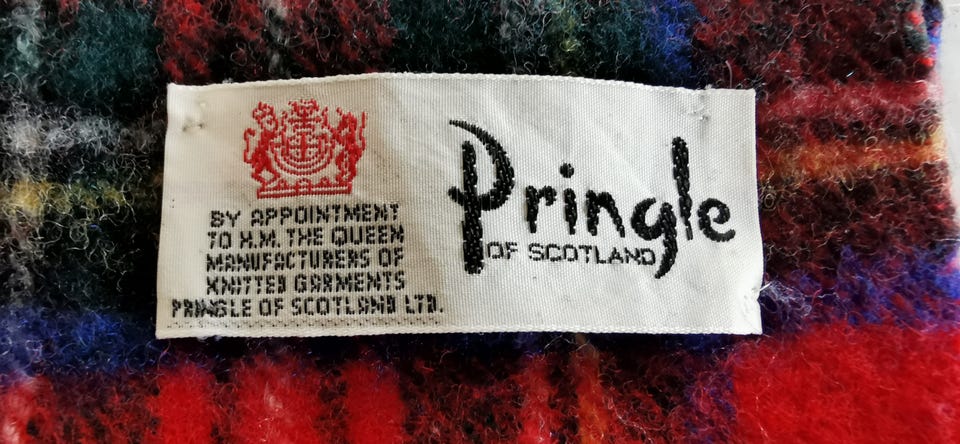 BY APPOINTMENT
TO H.M. THE QUEEN
MANUFACTURERS OF
KNITTED GARMENTS
PRINGLE OF SCOTLAND LTD.
Pringle
OF SCOTLAND